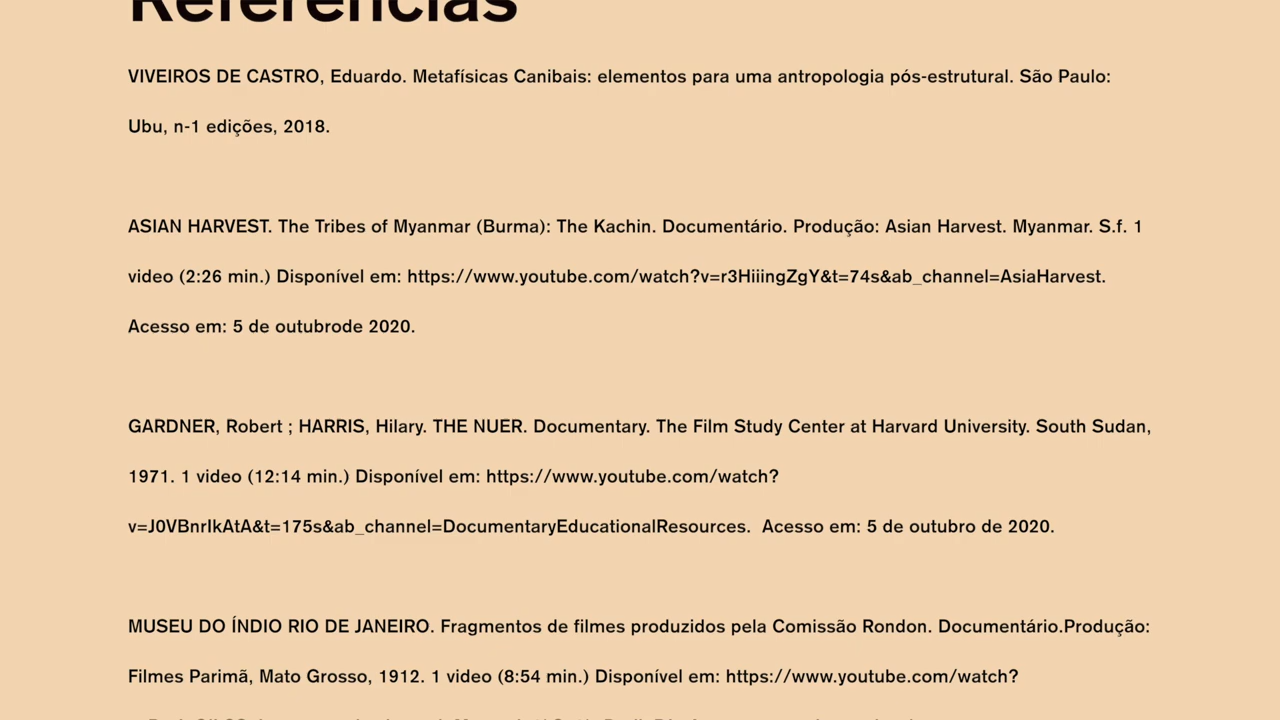 Referências
VIVEIROS DE CASTRO, Eduardo. Metafísicas Canibais: elementos para uma antropologia pós-estrutural. São Paulo:
Ubu, n-1 edições, 2018.
ASIAN HARVEST. The Tribes of Myanmar (Burma): The Kachin. Documentário. Produção: Asian Harvest. Myanmar. S.f. 1
video (2:26 min.) Disponível em: https://www.youtube.com/watch?v=r3HiiingZgY&t=74s&ab_channel=AsiaHarvest.
Acesso em: 5 de outubrode 2020.
GARDNER, Robert ; HARRIS, Hilary. THE NUER. Documentary. The Film Study Center at Harvard University. South Sudan,
1971. 1 video (12:14 min.) Disponível em: https://www.youtube.com/watch?
v=J0VBnrIkAtA&t=175s&ab_channel=DocumentaryEducationalResources.  Acesso em: 5 de outubro de 2020.
MUSEU DO ÍNDIO RIO DE JANEIRO. Fragmentos de filmes produzidos pela Comissão Rondon. Documentário.Produção:
Filmes Parimã, Mato Grosso, 1912. 1 video (8:54 min.) Disponível em: https://www.youtube.com/watch?